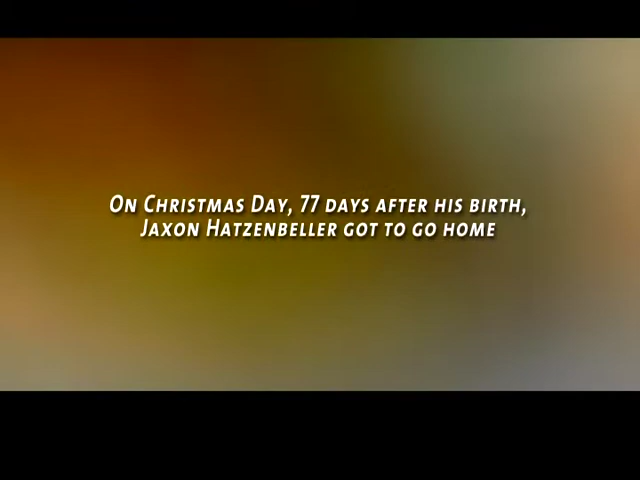 On Christmas Day, 77 days after his birth,
Jaxon Hatzenbeller got to go home